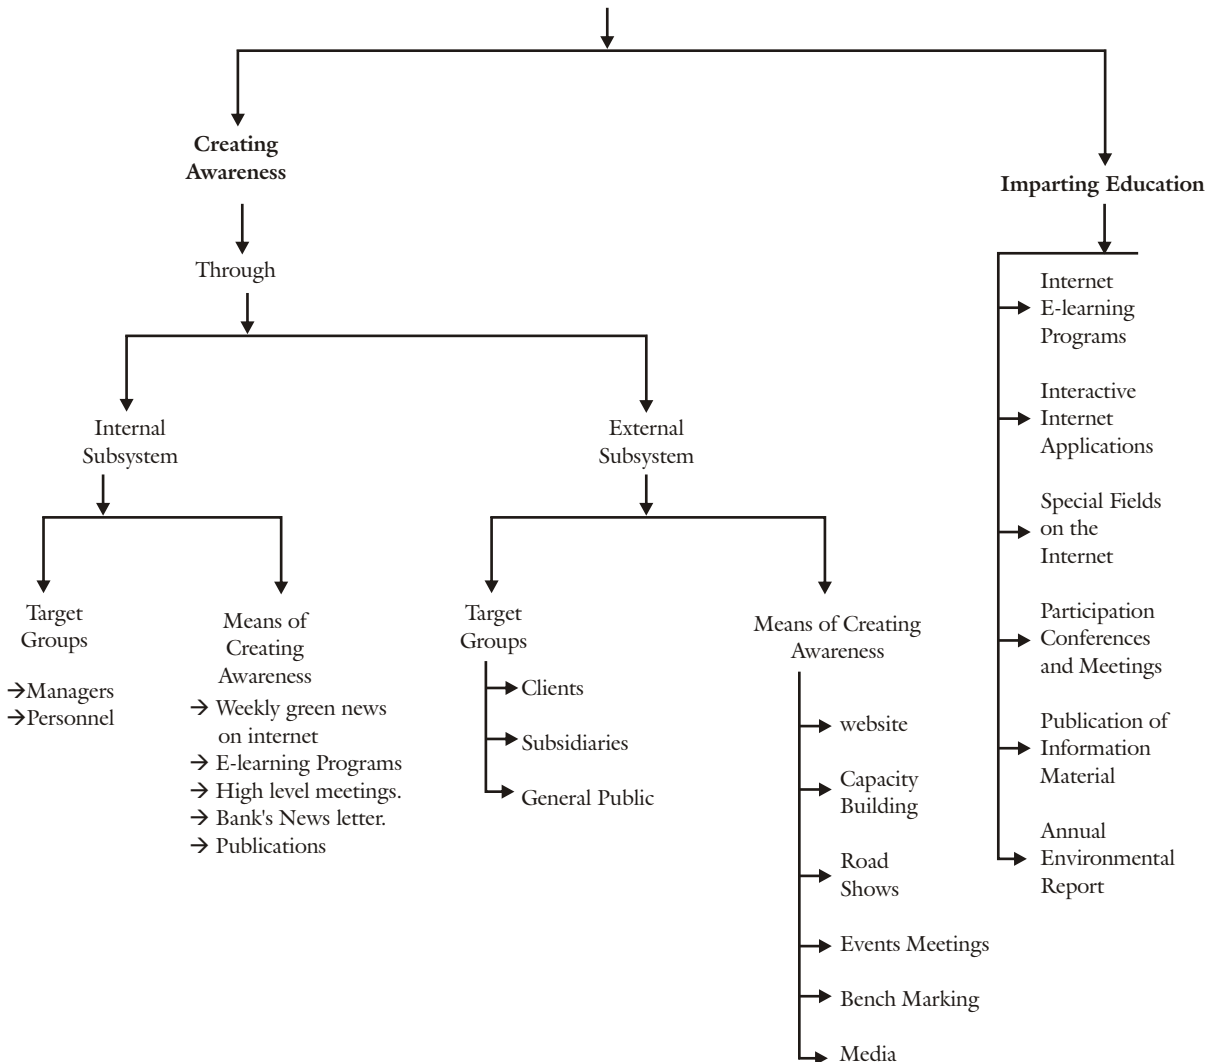 Creating
Awareness
Imparting Education
Through
Internal
Subsystem
External
Subsystem
Target
Groups
→Managers
→Personnel
Means of
Creating
Awareness
→ Weekly green news
on internet
→ E-learning Programs
→ High level meetings.
→ Bank's News letter.
→ Publications
Target
Groups
Clients
Subsidiaries
General Public
Means of Creating
Awareness
website
Capacity
Building
Road
Shows
Events Meetings
Bench Marking
Media
Internet
E-learning
Programs
Interactive
Internet
Applications
Special Fields
on the
Internet
Participation
Conferences
and Meetings
Publication of
Information
Material
Annual
Environmental
Report